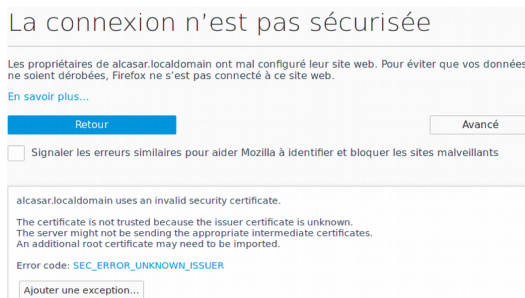 La connexion n’est pas sécurisée
Les propriétaires de alcasar.localdomain ont mal configuré leur site web. Pour éviter que vos données
ne soient dérobées, Firefox ne s’est pas connecté à ce site web.
En savoir plus...
Retour
Avancé
Signaler les erreurs similaires pour aider Mozilla à identifier et bloquer les sites malveillants
alcasar.localdomain uses an invalid security certificate.
The certificate is not trusted because the issuer certificate is unknown.
The server might not be sending the appropriate intermediate certificates.
An additional root certificate may need to be imported.
Error code: SEC_ERROR_UNKNOWN_ISSUER
Ajouter une exception...